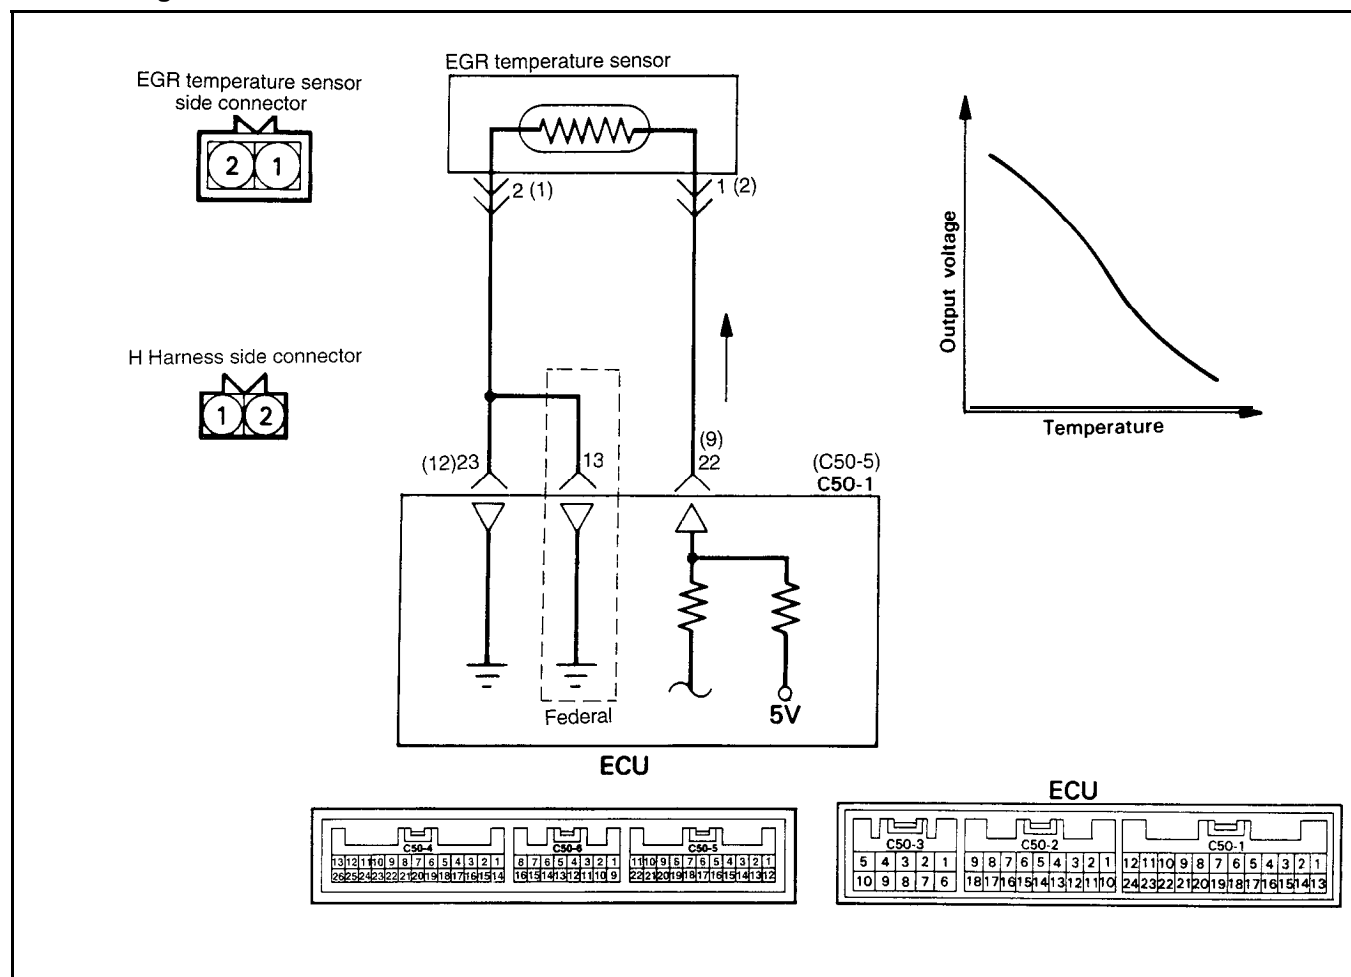 EGR temperature sensor
EGR temperature sensor
side connector
2 1
2 (1)
1 (2)
Output voltage
Temperature
H Harness side connector
1 2
(12)23
13
(9)
22
(C50-5)
C50-1
Federal
5V
ECU
ECU
C50-4
13 12 11 10 9 8 7 6 5 4 3 2 1
26 25 24 23 22 21 20 19 18 17 16 15 14
C50-6
8 7 6 5 4 3 2 1
16 15 14 13 12 11 10 9
C50-5
11 10 9 8 7 6 5 4 3 2 1
22 21 20 19 18 17 16 15 14 13 12
C50-3
5 4 3 2 1
10 9 8 7 6
C50-2
9 8 7 6 5 4 3 2 1
18 17 16 15 14 13 12 11 10
C50-1
12 11 10 9 8 7 6 5 4 3 2 1
24 23 22 21 20 19 18 17 16 15 14 13